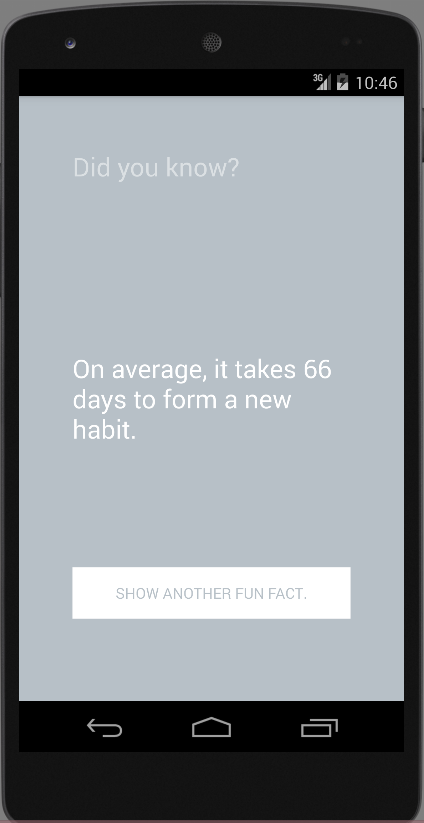 3G
10:46
Did you know?
On average, it takes 66
days to form a new
habit.
SHOW ANOTHER FUN FACT.